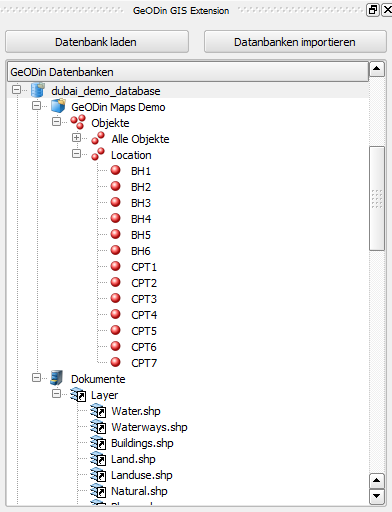 GeODin GIS Extension
Datenbank laden
Datanbanken importieren
GeODin Datenbanken
dubai_demo_database
GeODin Maps Demo
Objekte
Alle Objekte
Location
BH1
BH2
BH3
BH4
BH5
BH6
CPT1
CPT2
CPT3
CPT4
CPT5
CPT6
CPT7
Dokumente
Layer
Water.shp
Waterways.shp
Buildings.shp
Land.shp
Landuse.shp
Natural.shp